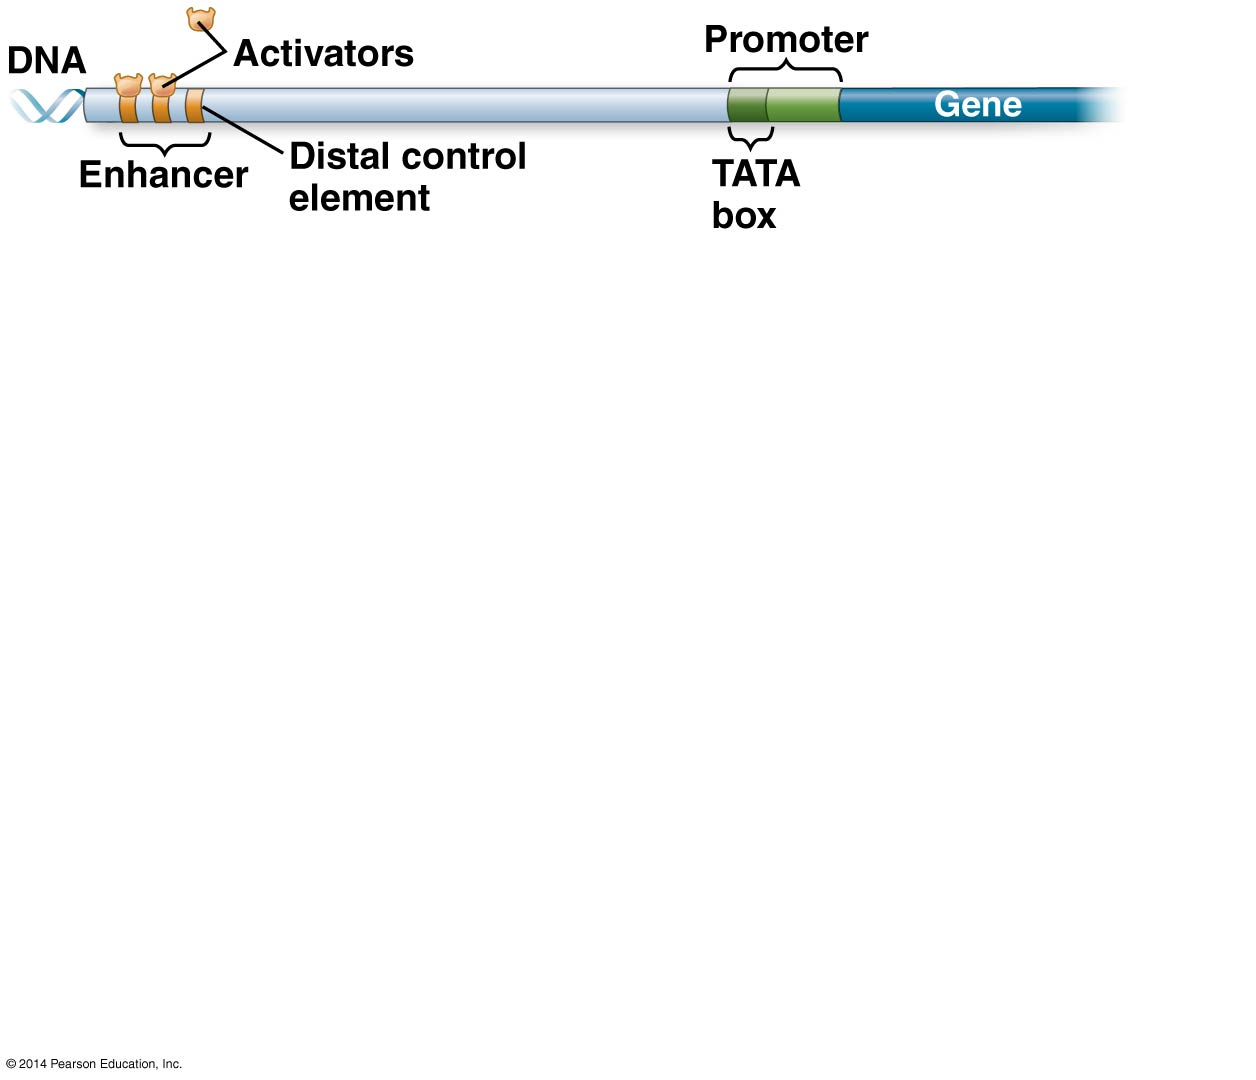 DNA
Activators
Promoter
Gene
Enhancer
Distal control
element
TATA
box
© 2014 Pearson Education, Inc.